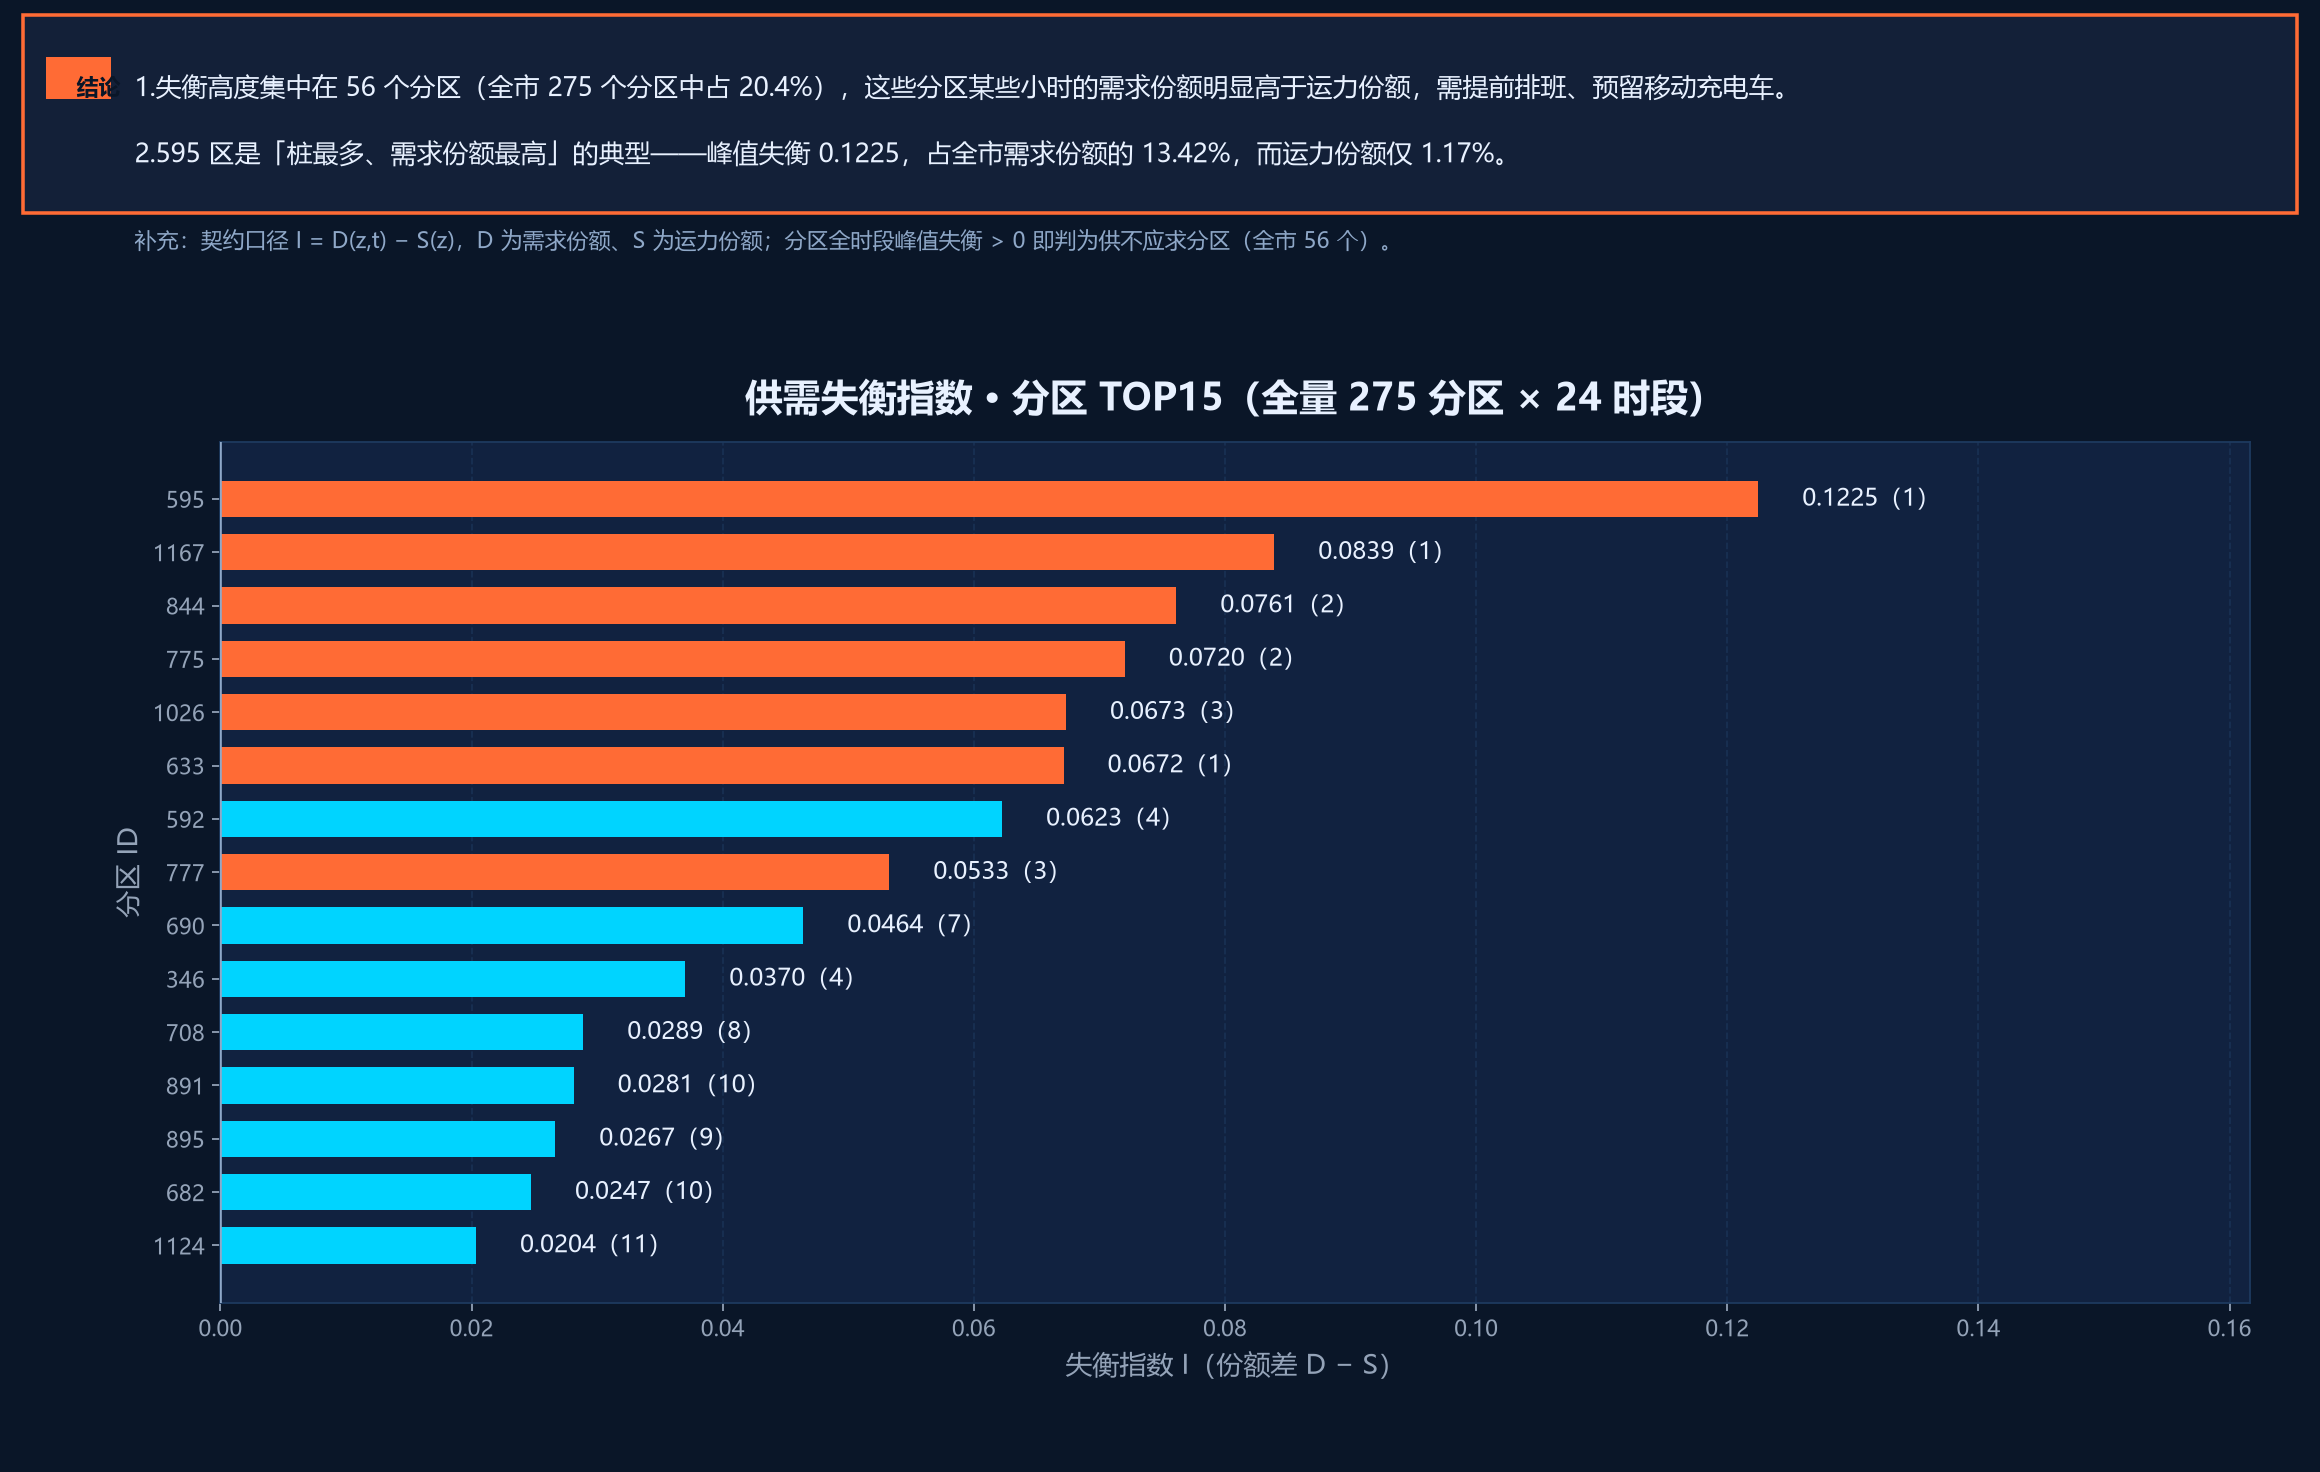 结论
1.失衡高度集中在 56 个分区（全市 275 个分区中占 20.4%），这些分区某些小时的需求份额明显高于运力份额，需提前排班、预留移动充电车。
2.595 区是「桩最多、需求份额最高」的典型——峰值失衡 0.1225，占全市需求份额的 13.42%，而运力份额仅 1.17%。
补充：契约口径 I = D(z,t) − S(z)，D 为需求份额、S 为运力份额；分区全时段峰值失衡 > 0 即判为供不应求分区（全市 56 个）。
供需失衡指数 • 分区 TOP15（全量 275 分区 × 24 时段）
分区 ID
595 0.1225（1）
1167 0.0839（1）
844 0.0761（2）
775 0.0720（2）
1026 0.0673（3）
633 0.0672（1）
592 0.0623（4）
777 0.0533（3）
690 0.0464（7）
346 0.0370（4）
708 0.0289（8）
891 0.0281（10）
895 0.0267（9）
682 0.0247（10）
1124 0.0204（11）
0.00 0.02 0.04 0.06 0.08 0.10 0.12 0.14 0.16
失衡指数 I（份额差 D − S）